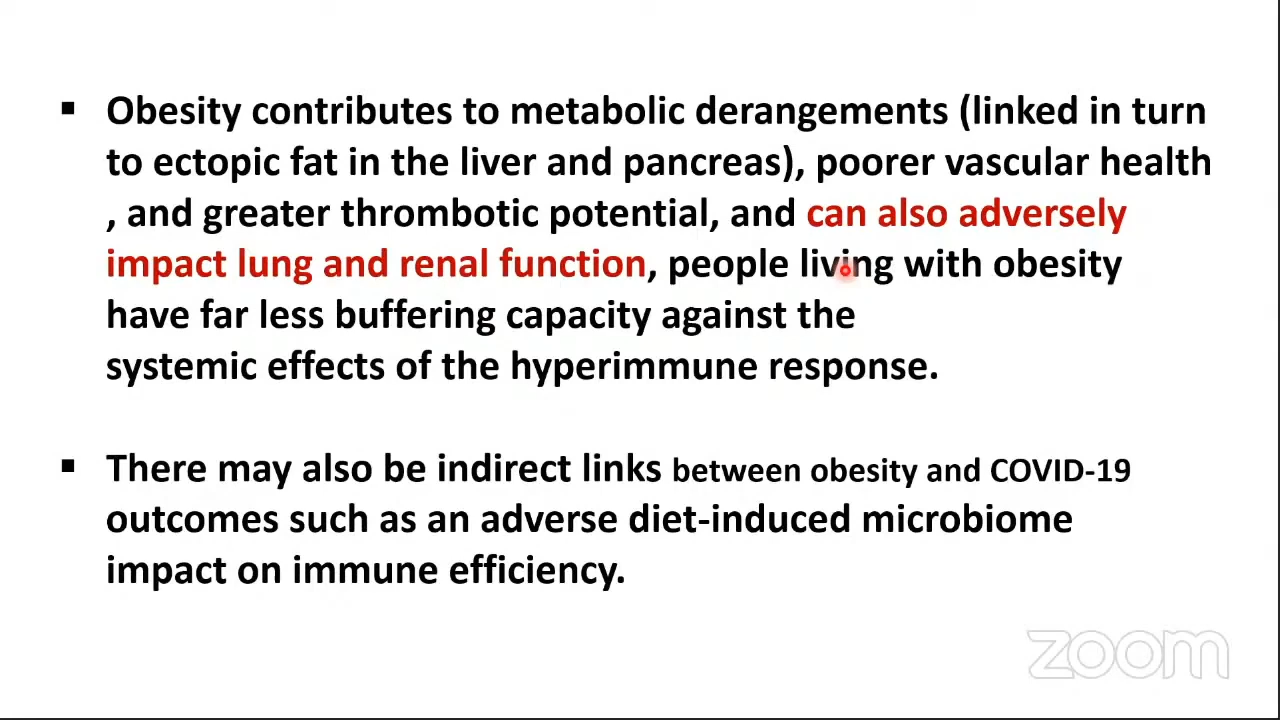 ▪ Obesity contributes to metabolic derangements (linked in turn
to ectopic fat in the liver and pancreas), poorer vascular health
, and greater thrombotic potential, and can also adversely
impact lung and renal function, people living with obesity
have far less buffering capacity against the
systemic effects of the hyperimmune response.
▪ There may also be indirect links between obesity and COVID-19
outcomes such as an adverse diet-induced microbiome
impact on immune efficiency.
zoom